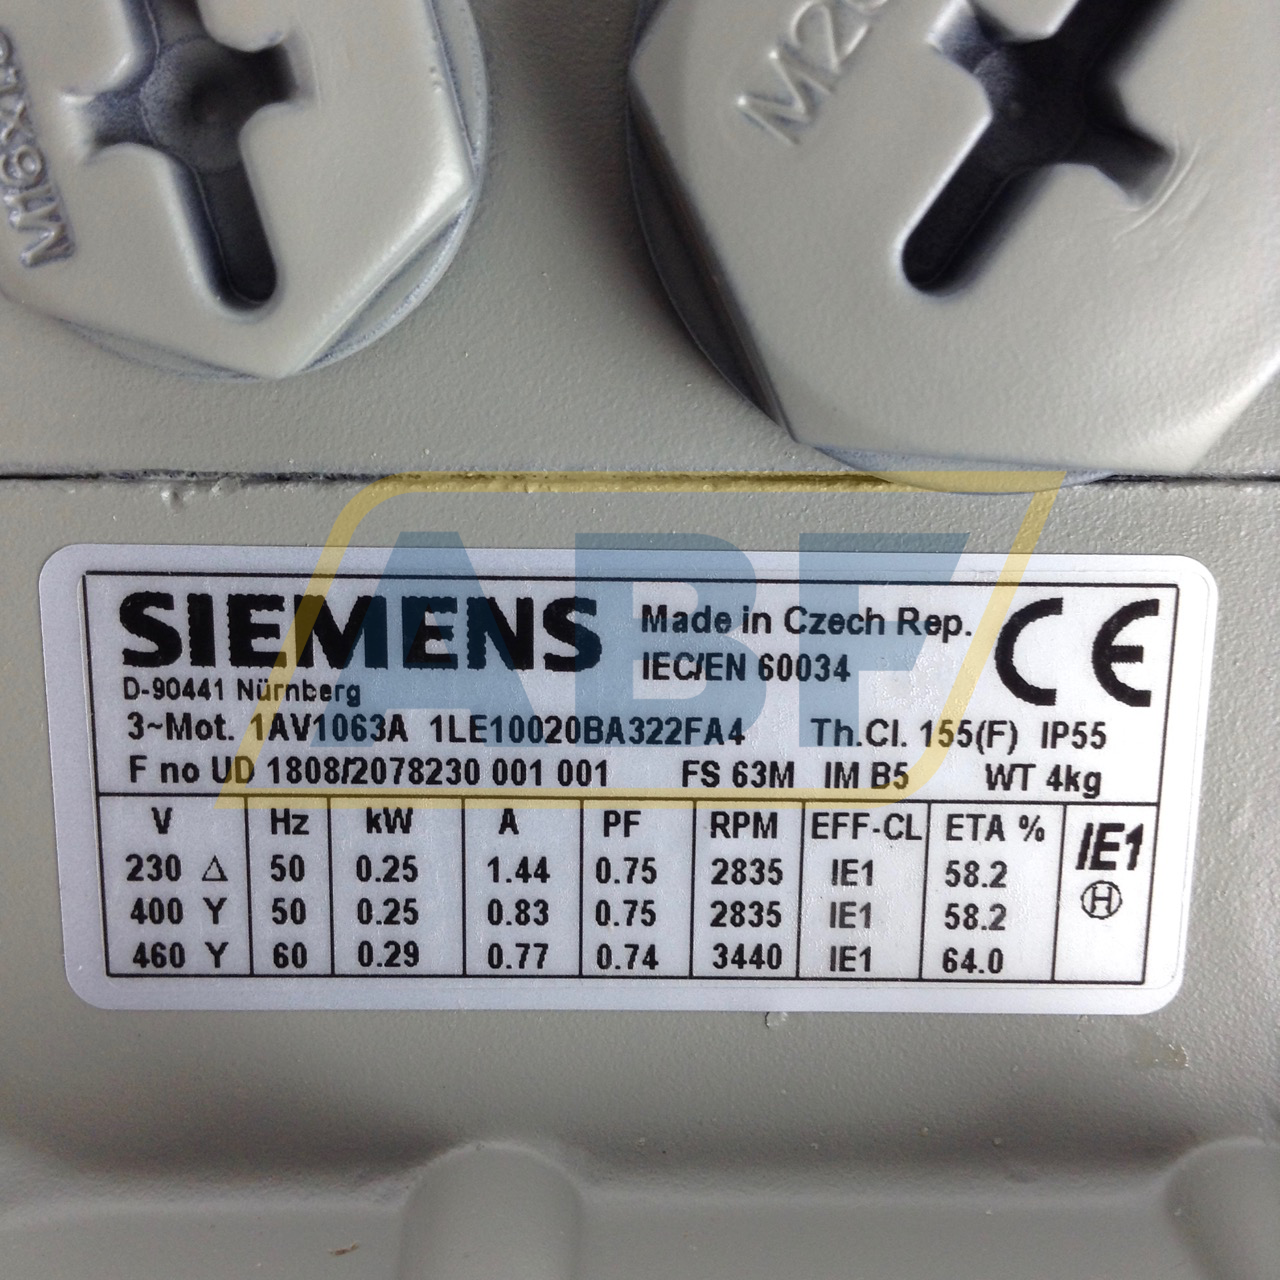 M16x1
M2
SIEMENS
Made in Czech Rep.
IEC/EN 60034
CE
D-90441 Nürnberg
3~Mot. 1AV1063A 1LE10020BA322FA4 Th.Cl. 155(F) IP55
F no UD 1808/2078230 001 001 FS 63M IM B5 WT 4kg
V Hz kW A PF RPM EFF-CL ETA %
230 Δ 50 0.25 1.44 0.75 2835 IE1 58.2
400 Y 50 0.25 0.83 0.75 2835 IE1 58.2
460 Y 60 0.29 0.77 0.74 3440 IE1 64.0
IE1
H
ABF